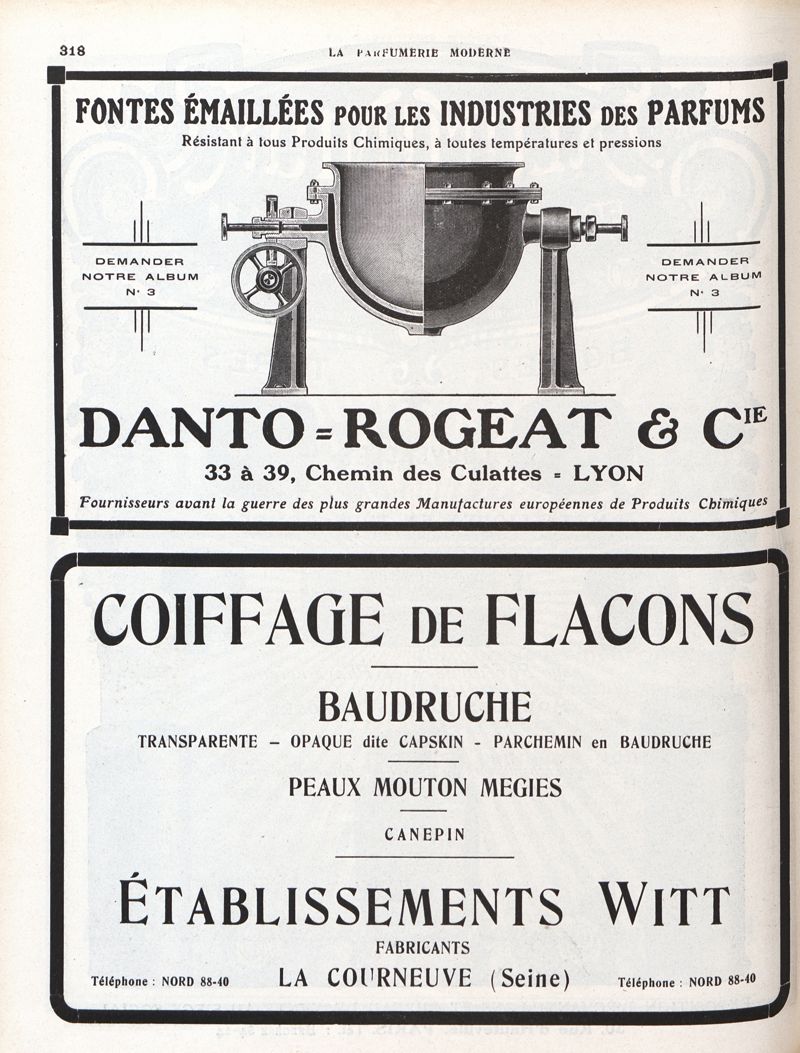 318
LA PARFUMERIE MODERNE
FONTES ÉMAILLÉES POUR LES INDUSTRIES DES PARFUMS
Résistant à tous Produits Chimiques, à toutes températures et pressions
DEMANDER
NOTRE ALBUM
N· 3
DEMANDER
NOTRE ALBUM
N· 3
DANTO=ROGEAT & CIE
33 à 39, Chemin des Culattes = LYON
Fournisseurs avant la guerre des plus grandes Manufactures européennes de Produits Chimiques
COIFFAGE DE FLACONS
BAUDRUCHE
TRANSPARENTE – OPAQUE dite CAPSKIN - PARCHEMIN en BAUDRUCHE
PEAUX MOUTON MEGIES
CANEPIN
ÉTABLISSEMENTS WITT
FABRICANTS
Téléphone : NORD 88-40 LA COURNEUVE (Seine) Téléphone : NORD 88-40